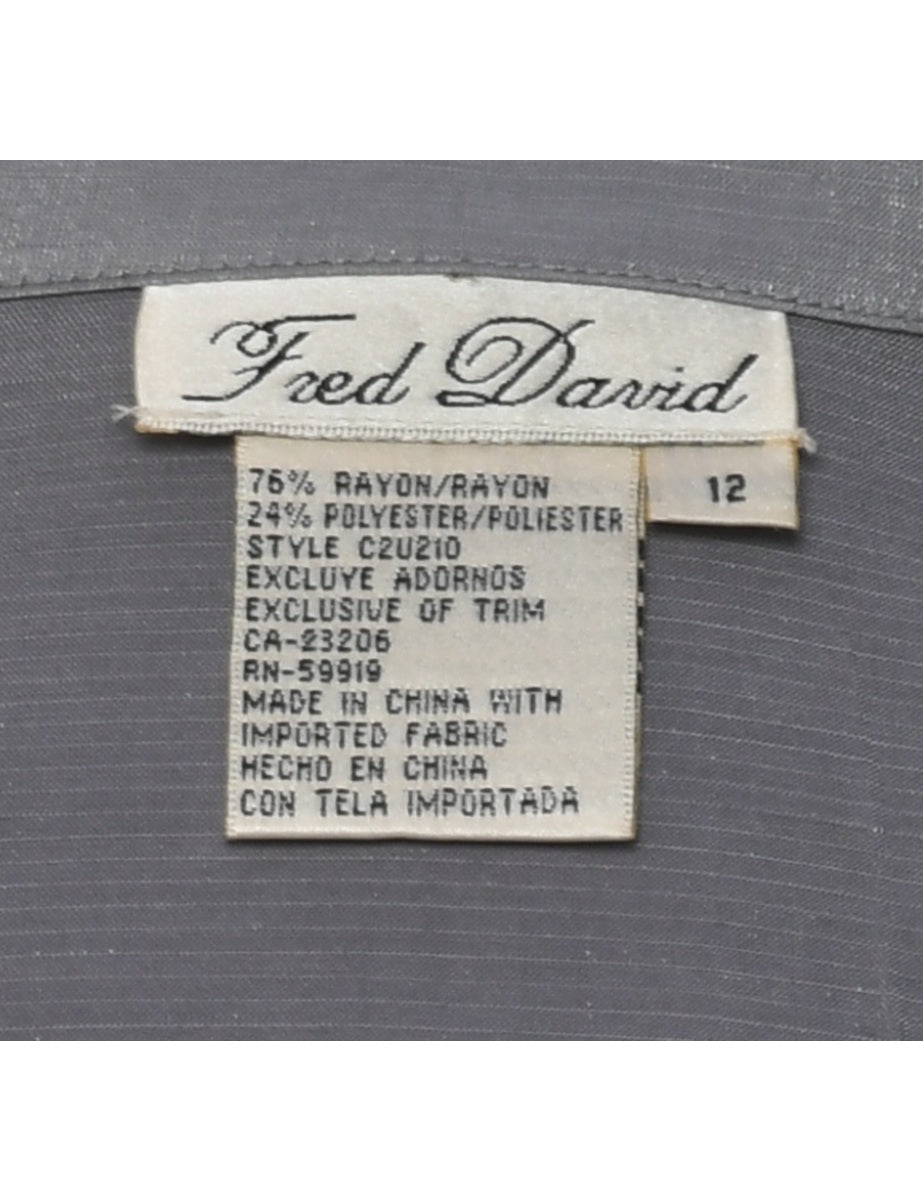 Fred David
76% RAYON/RAYON
24% POLYESTER/POLIESTER
STYLE C2U210
EXCLUYE ADORNOS
EXCLUSIVE OF TRIM
CA-23206
RN-59919
MADE IN CHINA WITH
IMPORTED FABRIC
HECHO EN CHINA
CON TELA IMPORTADA
12